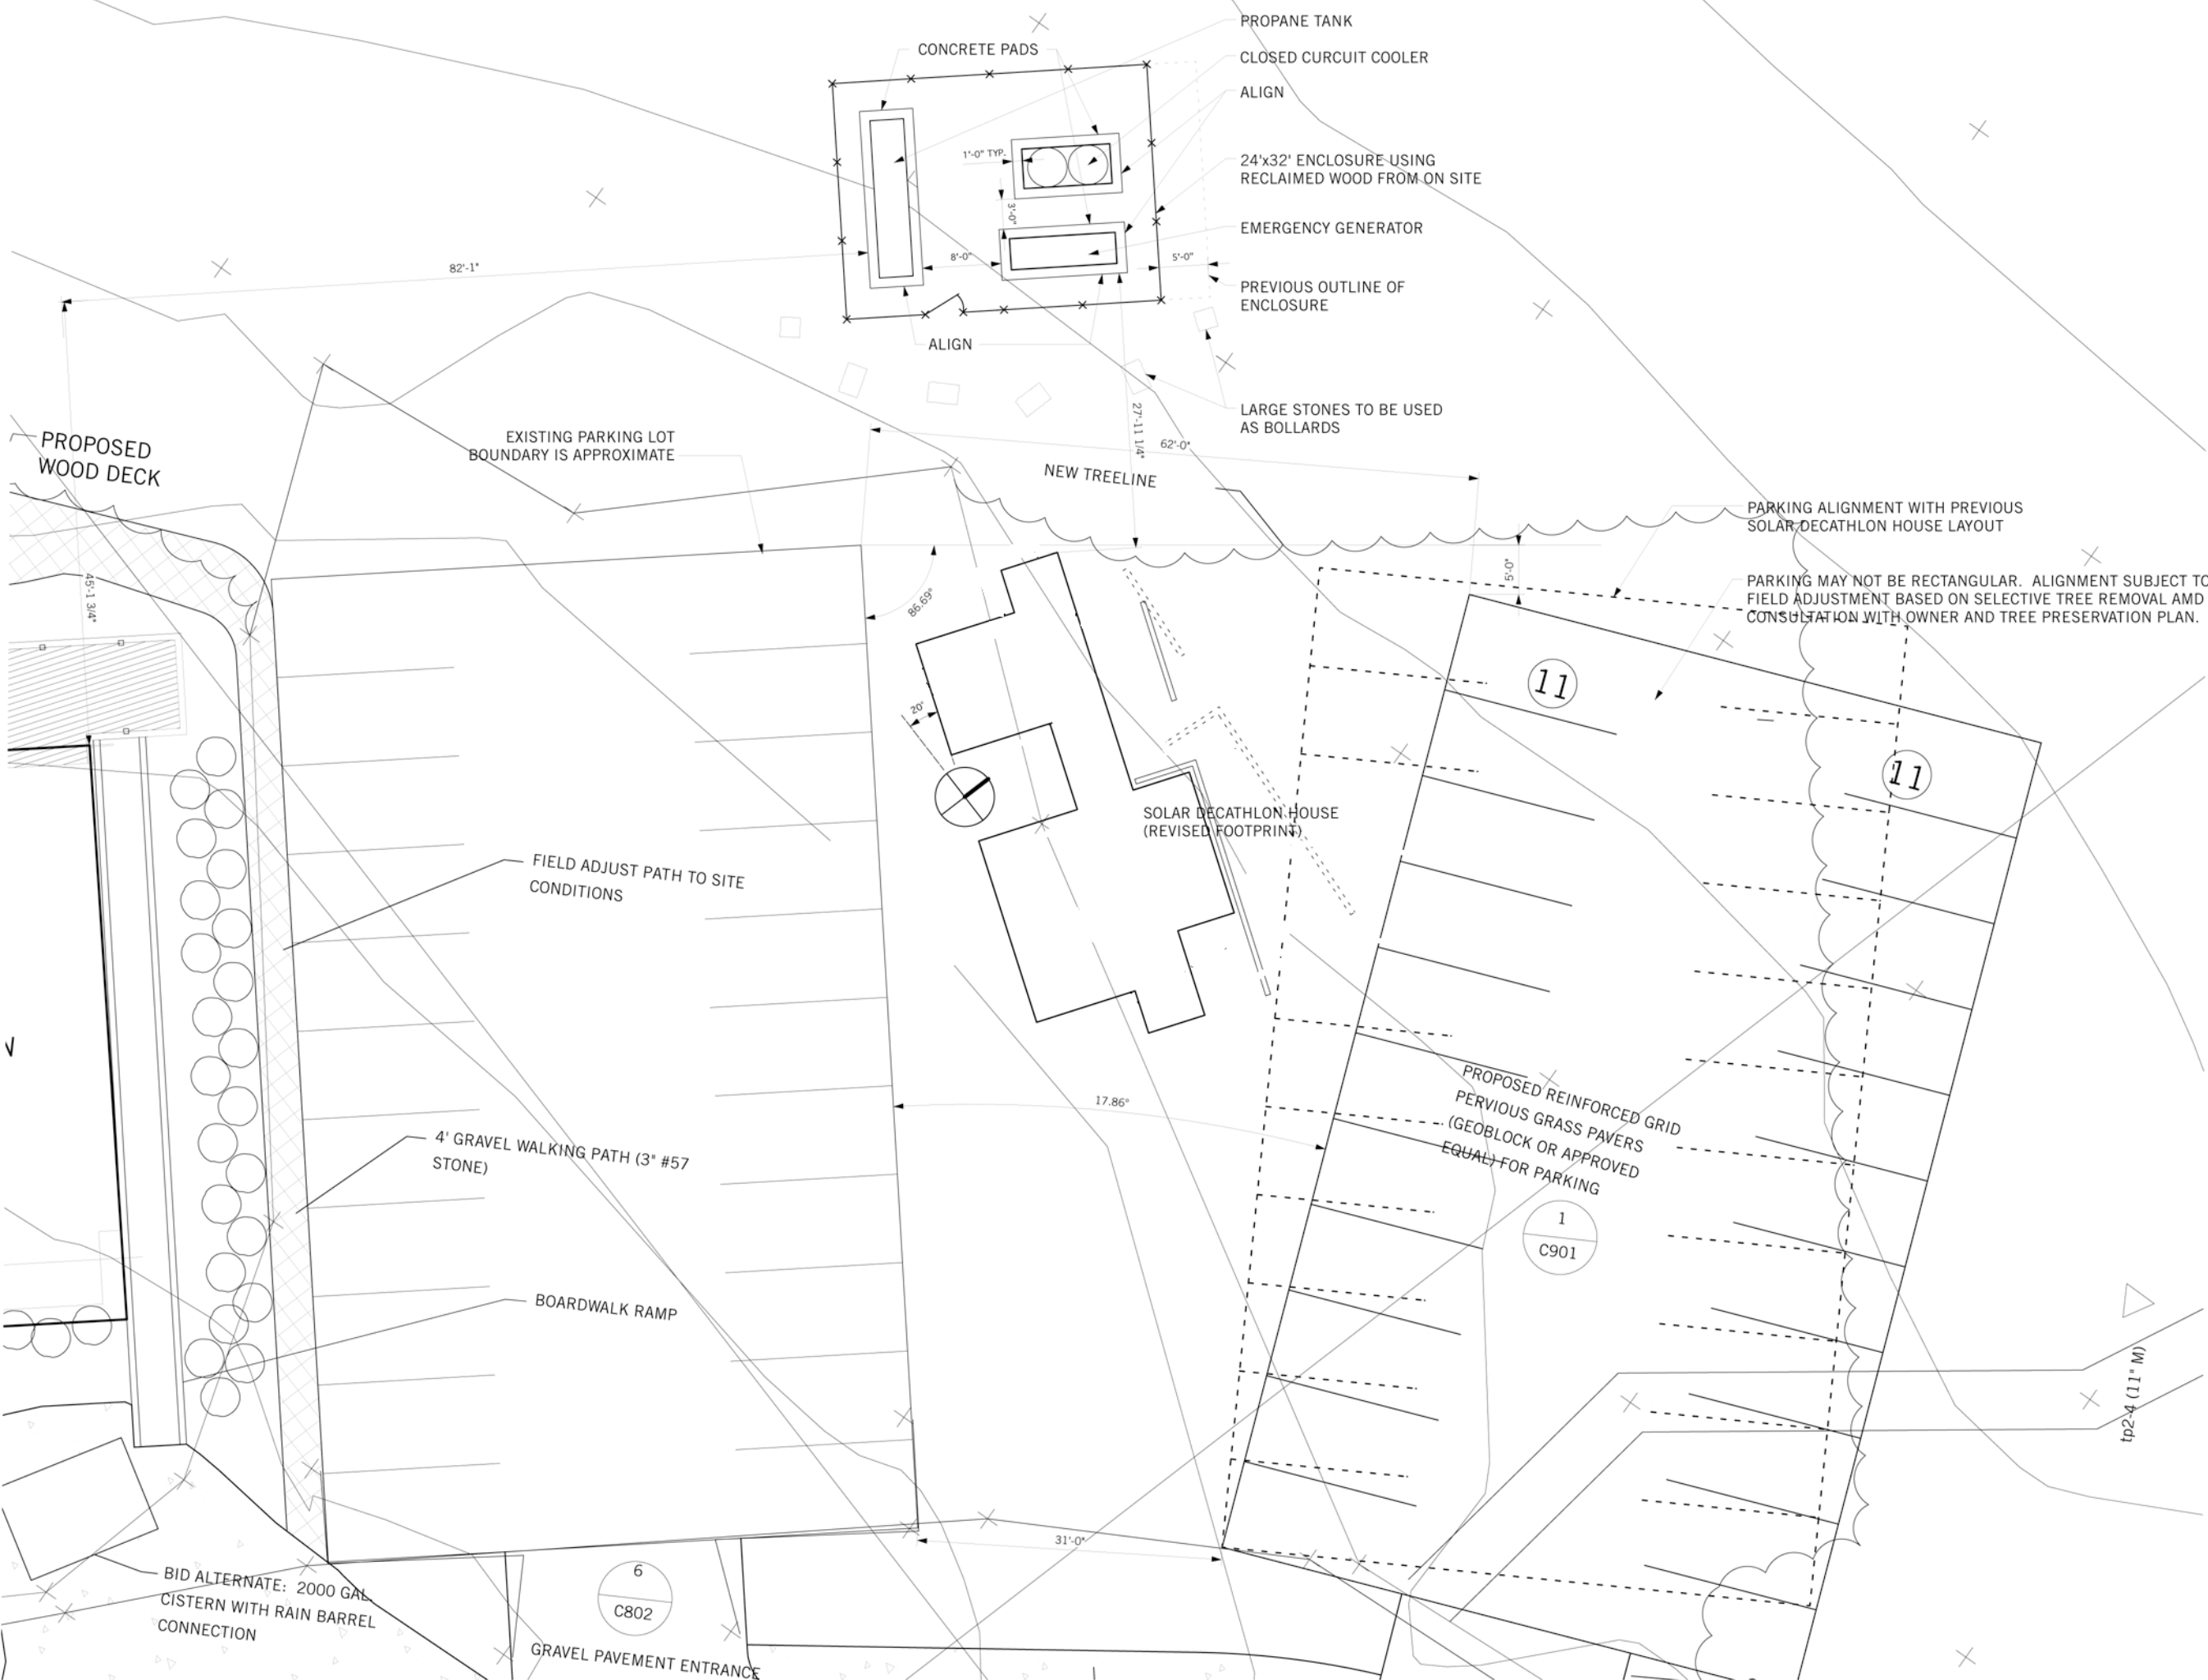 PROPANE TANK
CONCRETE PADS
CLOSED CURCUIT COOLER
ALIGN
1'-0" TYP.
24'x32' ENCLOSURE USING
RECLAIMED WOOD FROM ON SITE
3'-0"
EMERGENCY GENERATOR
82'-1"
8'-0"
5'-0"
PREVIOUS OUTLINE OF
ENCLOSURE
ALIGN
LARGE STONES TO BE USED
AS BOLLARDS
27'-11 1/4"
62'-0"
EXISTING PARKING LOT
BOUNDARY IS APPROXIMATE
PROPOSED
WOOD DECK
NEW TREELINE
PARKING ALIGNMENT WITH PREVIOUS
SOLAR DECATHLON HOUSE LAYOUT
45'-1 3/4"
86.69°
5'-0"
PARKING MAY NOT BE RECTANGULAR. ALIGNMENT SUBJECT TO
FIELD ADJUSTMENT BASED ON SELECTIVE TREE REMOVAL AMD
CONSULTATION WITH OWNER AND TREE PRESERVATION PLAN.
11
20°
11
SOLAR DECATHLON HOUSE
(REVISED FOOTPRINT)
FIELD ADJUST PATH TO SITE
CONDITIONS
17.86°
PROPOSED REINFORCED GRID
PERVIOUS GRASS PAVERS
(GEOBLOCK OR APPROVED
EQUAL) FOR PARKING
4' GRAVEL WALKING PATH (3" #57
STONE)
1
C901
BOARDWALK RAMP
tp2-4 (11" M)
31'-0"
BID ALTERNATE: 2000 GAL.
CISTERN WITH RAIN BARREL
CONNECTION
6
C802
GRAVEL PAVEMENT ENTRANCE